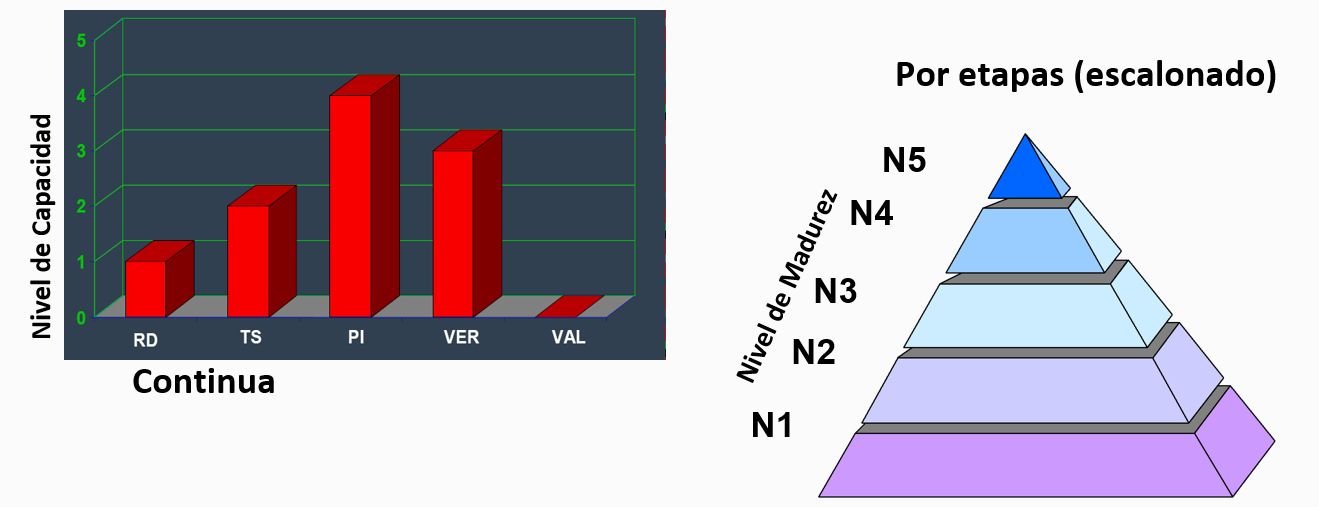 5
4
3
2
1
0
Nivel de Capacidad
RD TS PI VER VAL
Continua
Por etapas (escalonado)
N5
N4
N3
N2
N1
Nivel de Madurez